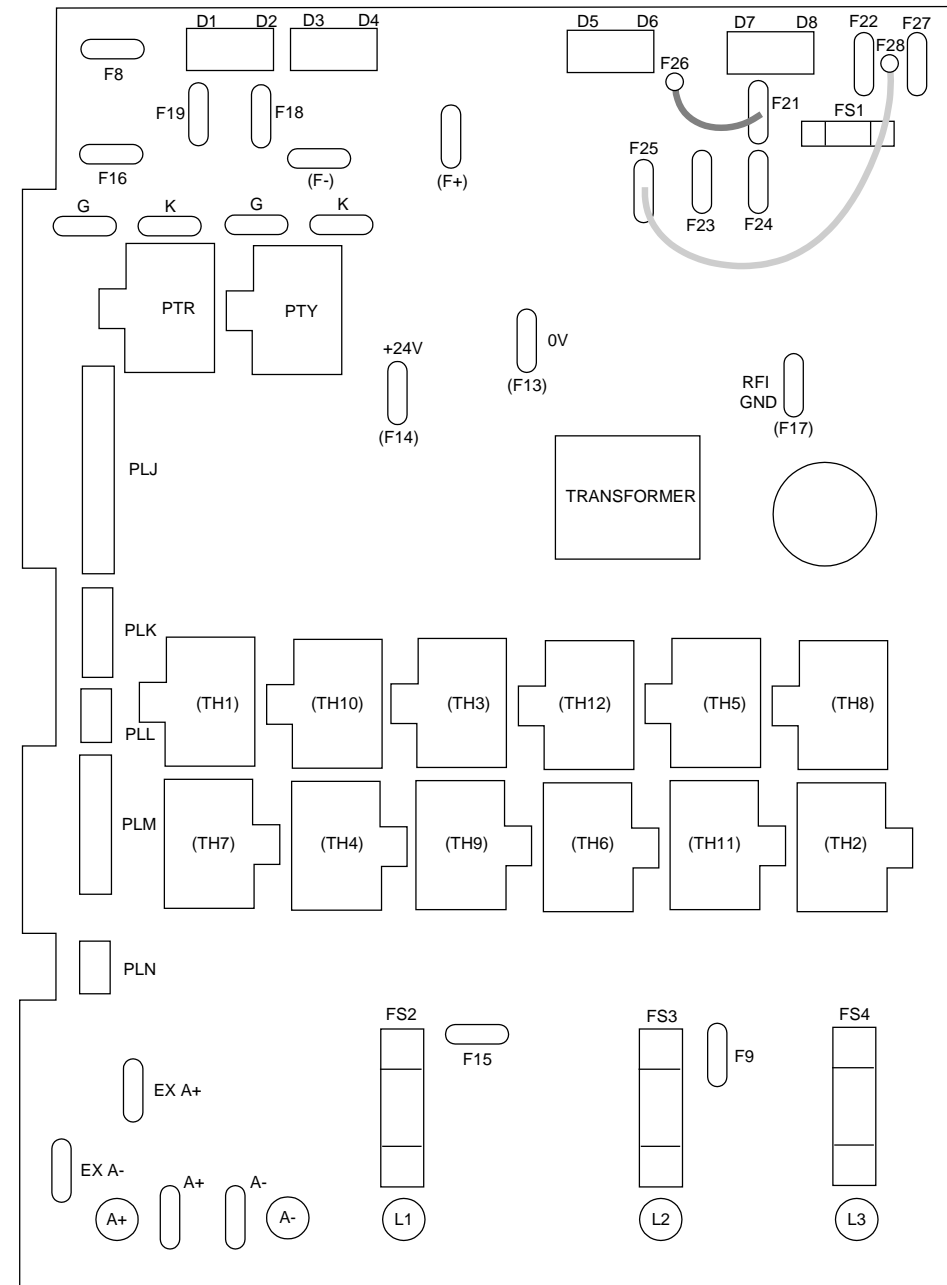 D1 D2 D3 D4 D5 D6 D7 D8 F22 F27
F8 F26 F28
F19 F18 F21 FS1
F16 (F-) (F+) F25
G K G K F23 F24
PTR PTY
+24V 0V
(F14) (F13)
RFI
GND
(F17)
PLJ
TRANSFORMER
PLK
(TH1) (TH10) (TH3) (TH12) (TH5) (TH8)
PLL
PLM
(TH7) (TH4) (TH9) (TH6) (TH11) (TH2)
PLN
FS2 FS3 FS4
F15 F9
EX A+
EX A-
A+ A-
A+ A- L1 L2 L3